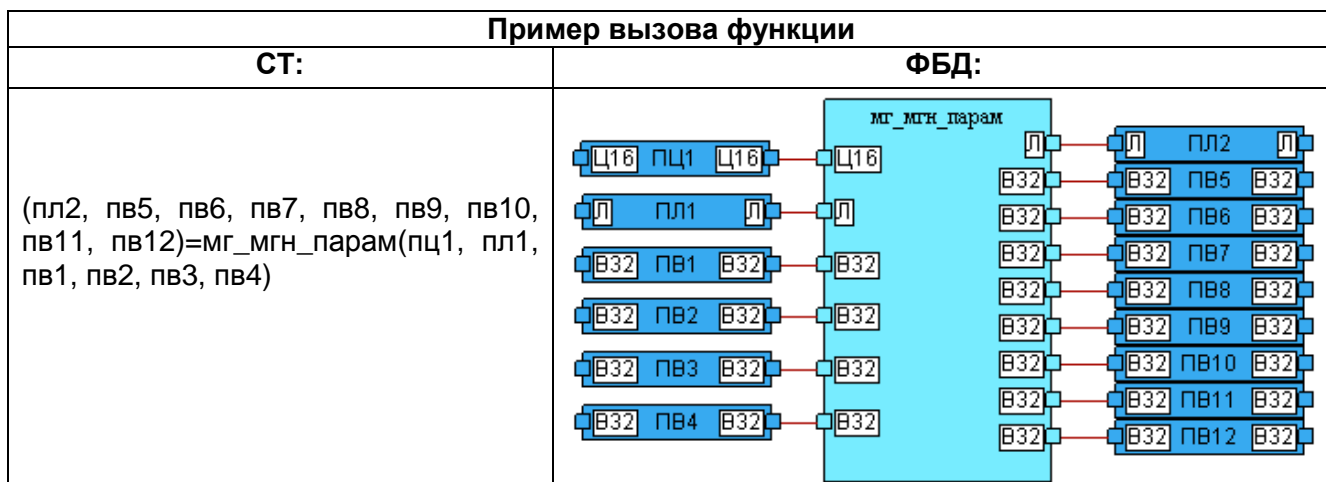 Пример вызова функции
СТ:
ФБД:
(пл2, пв5, пв6, пв7, пв8, пв9, пв10,
пв11, пв12)=мг_мгн_парам(пц1, пл1,
пв1, пв2, пв3, пв4)
мг_мгн_парам
Ц16 ПЦ1 Ц16 Ц16
Л ПЛ1 Л Л
В32 ПВ1 В32 В32
В32 ПВ2 В32 В32
В32 ПВ3 В32 В32
В32 ПВ4 В32 В32
Л Л ПЛ2 Л
В32 В32 ПВ5 В32
В32 В32 ПВ6 В32
В32 В32 ПВ7 В32
В32 В32 ПВ8 В32
В32 В32 ПВ9 В32
В32 В32 ПВ10 В32
В32 В32 ПВ11 В32
В32 В32 ПВ12 В32